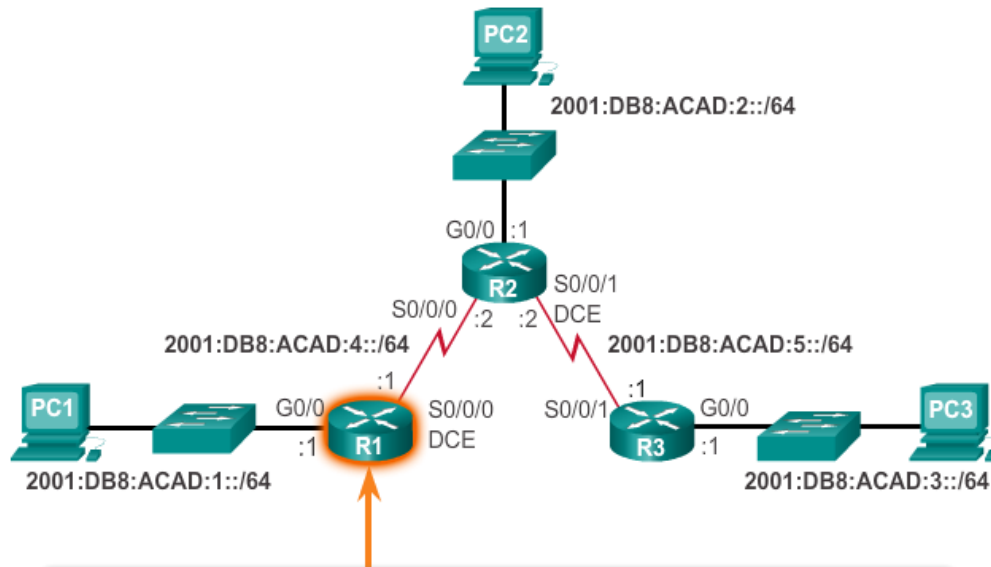 PC2
2001:DB8:ACAD:2::/64
G0/0 :1
R2
S0/0/1
S0/0/0
:2 :2 DCE
2001:DB8:ACAD:4::/64
2001:DB8:ACAD:5::/64
:1
:1
PC1
G0/0
S0/0/0
S0/0/1
G0/0
PC3
:1
R1
DCE
R3
:1
2001:DB8:ACAD:1::/64
2001:DB8:ACAD:3::/64